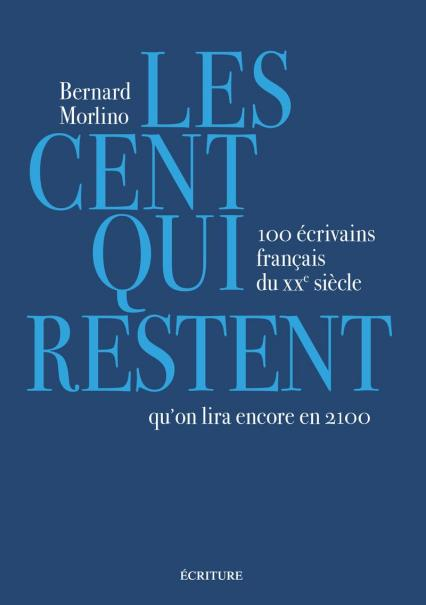 Bernard
Morlino
LES
CENT
QUI
100 écrivains
français
du XXe siècle
RESTENT
qu'on lira encore en 2100
ÉCRITURE